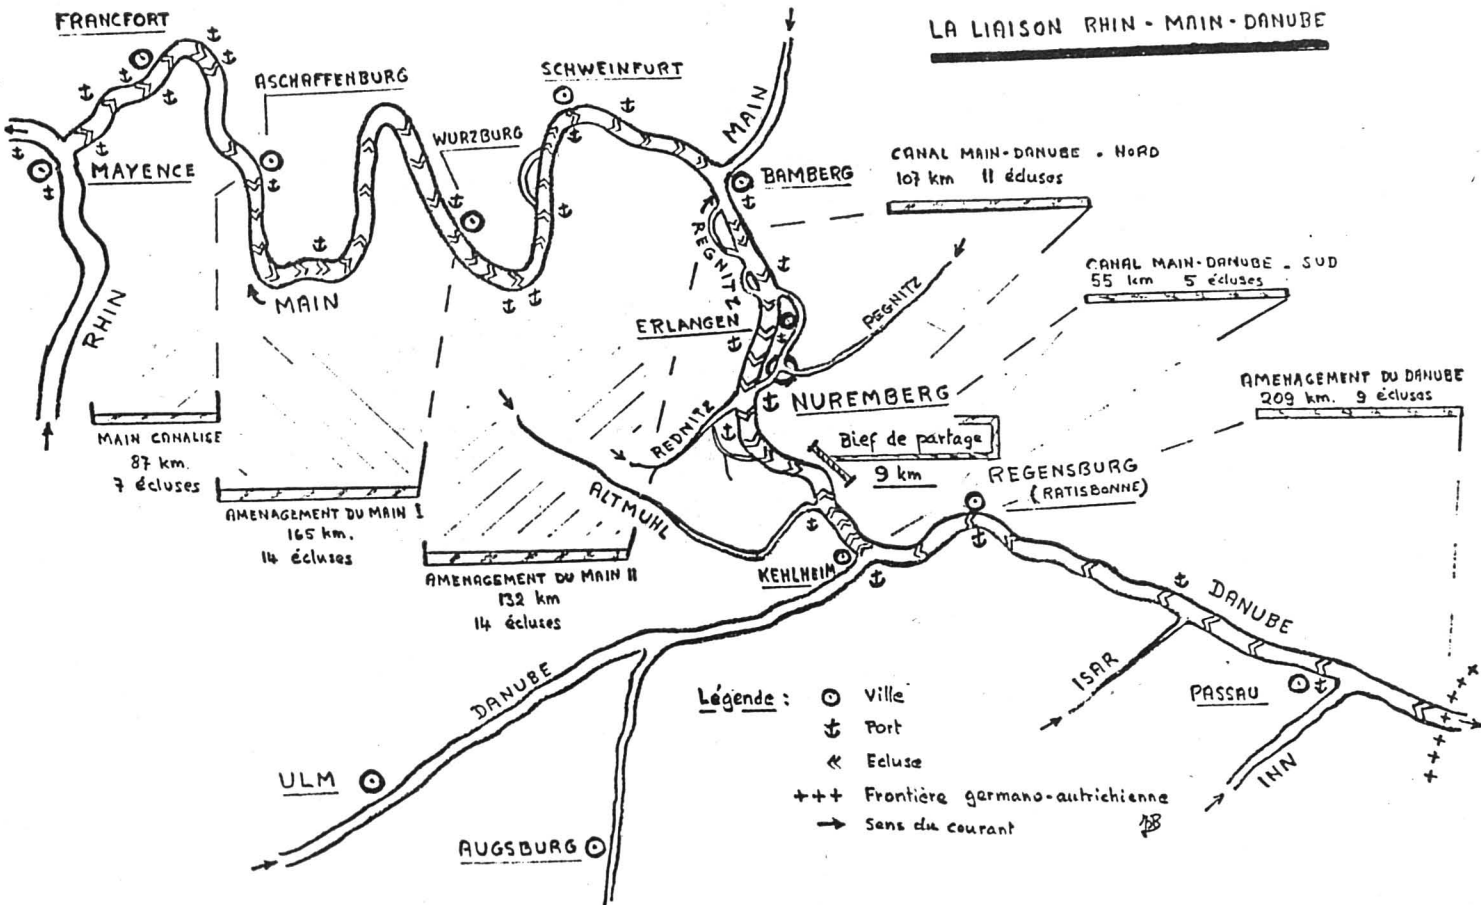 LA LIAISON RHIN - MAIN - DANUBE
FRANCFORT
ASCHAFFENBURG
SCHWEINFURT
WURZBURG
MAIN
MAYENCE
BAMBERG
CANAL MAIN-DANUBE . NORD
107 km 11 écluses
REGNITZ
CANAL MAIN-DANUBE . SUD
55 km 5 écluses
RHIN
MAIN
ERLANGEN
PEGNITZ
AMENAGEMENT DU DANUBE
209 km. 9 écluses
NUREMBERG
MAIN CANALISE
87 km.
7 écluses
REDNITZ
Bief de partage
9 km
REGENSBURG
(RATISBONNE)
ALTMUHL
AMENAGEMENT DU MAIN I
165 km.
14 écluses
AMENAGEMENT DU MAIN II
132 km
14 écluses
KEHLHEIM
DANUBE
DANUBE
ISAR
PASSAU
INN
ULM
AUGSBURG
Légende :
Ville
Port
Ecluse
+++ Frontière germano-autrichienne
→ Sens du courant